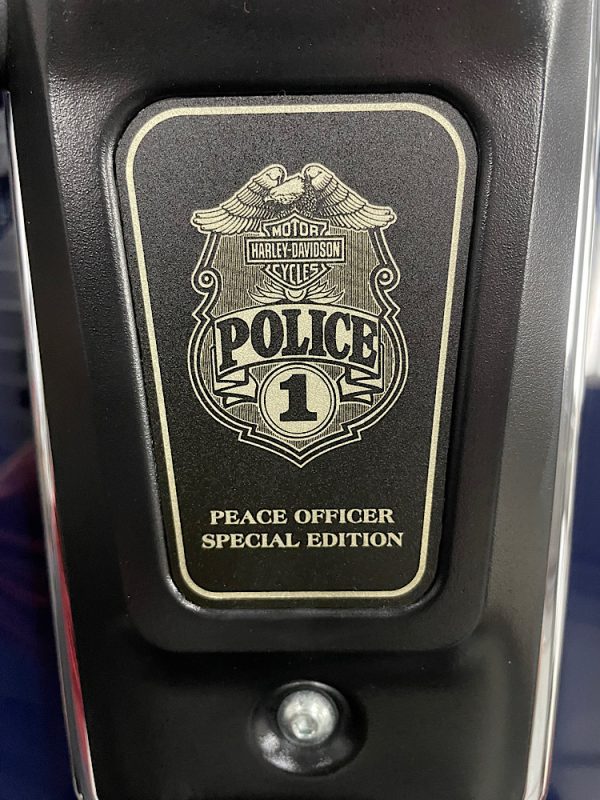 MOTOR
HARLEY-DAVIDSON
CYCLES
POLICE
1
PEACE OFFICER
SPECIAL EDITION